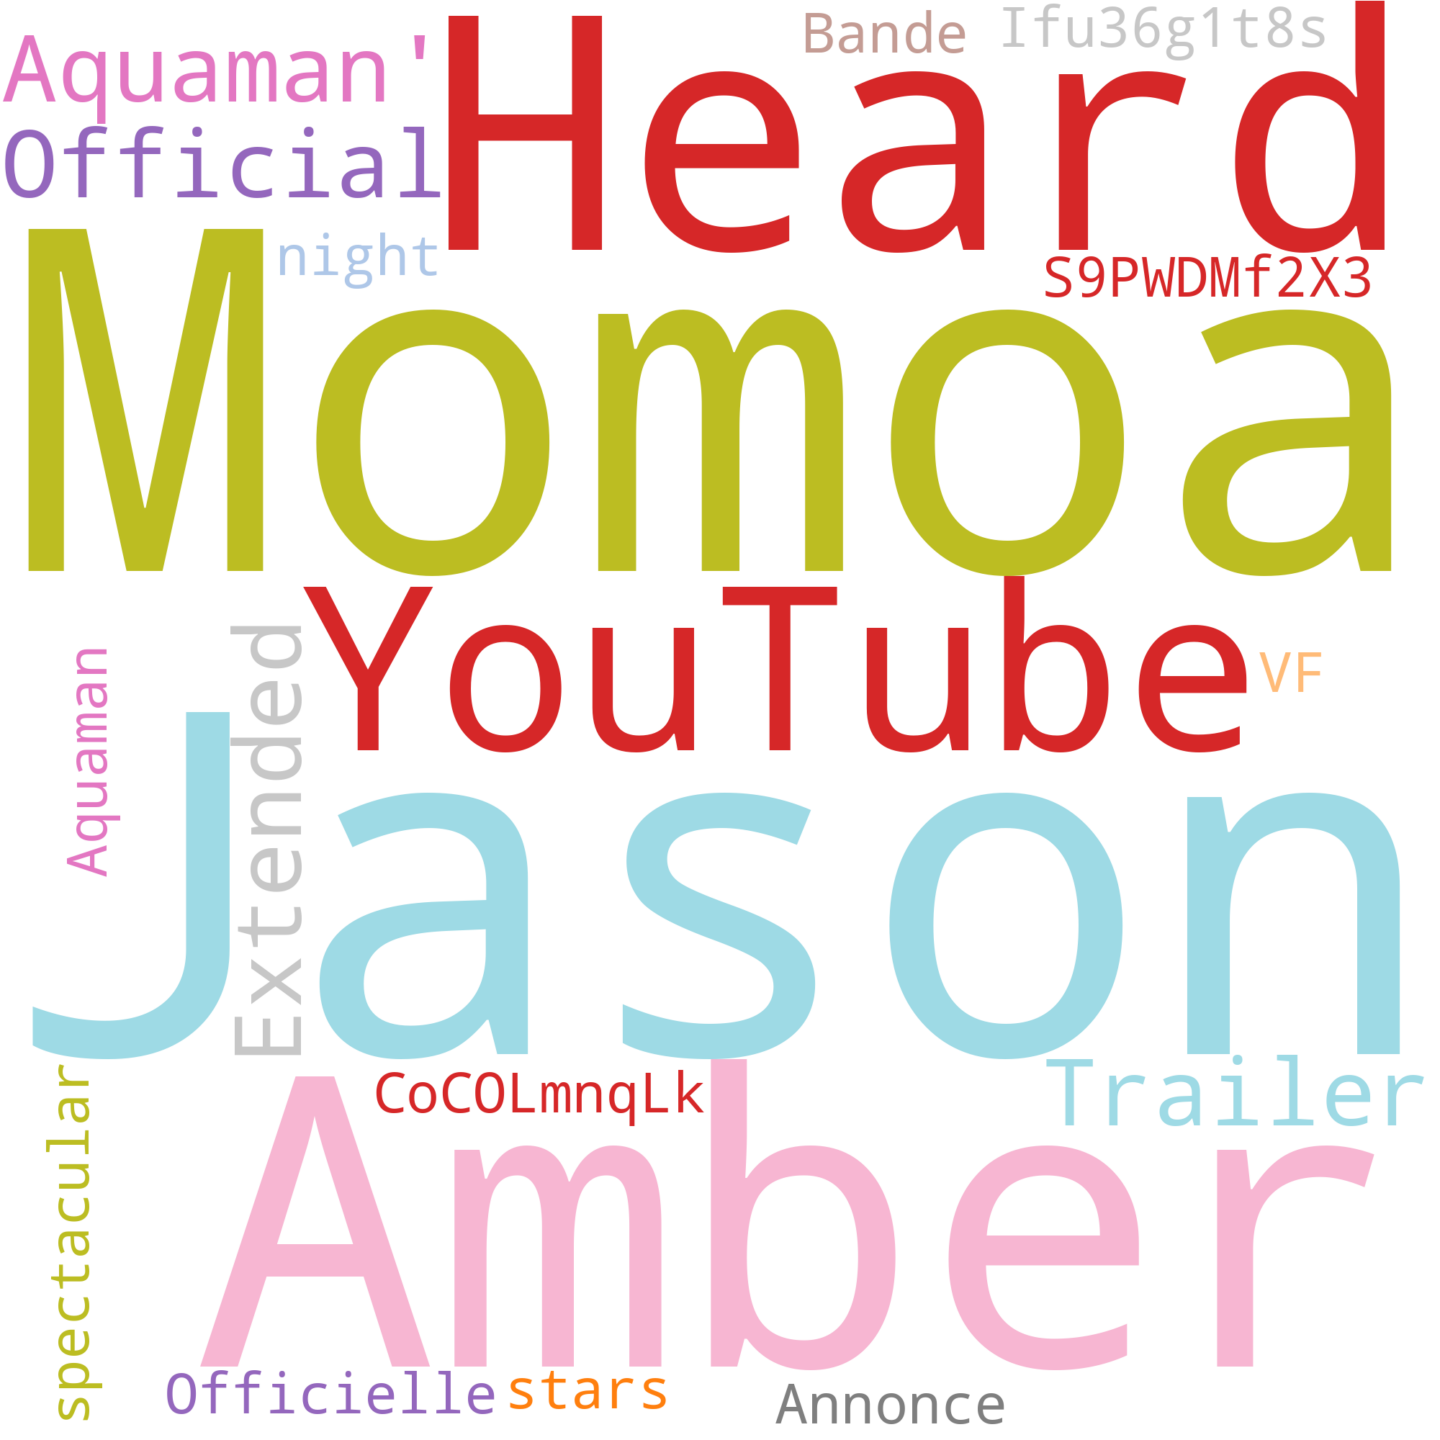 Bande
Ifu36g1t8s
Aquaman'
Heard
Official
night
S9PWDMf2X3
Momoa
YouTube
VF
Aquaman
Extended
Jason
CoCOLmnqLk
Trailer
spectacular
Amber
Officielle
stars
Annonce